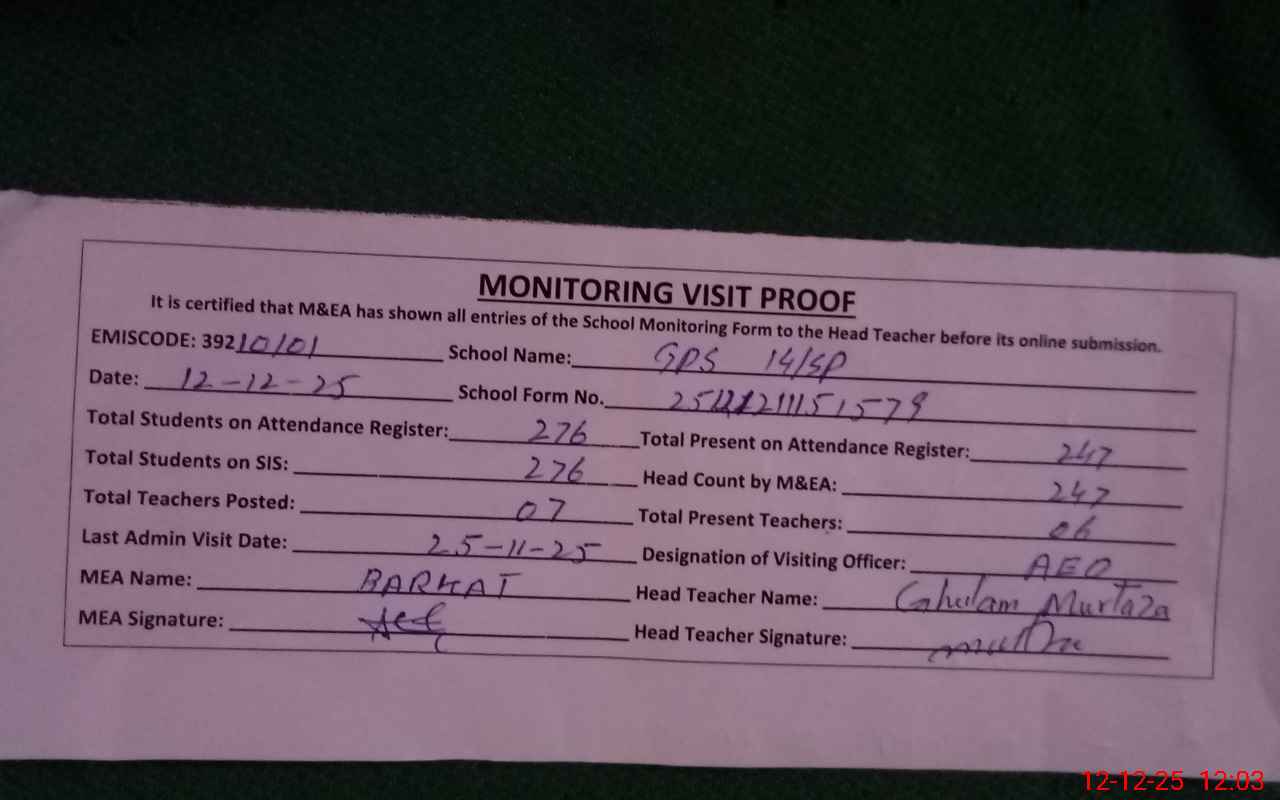 MONITORING VISIT PROOF
It is certified that M&EA has shown all entries of the School Monitoring Form to the Head Teacher before its online submission.
EMISCODE: 39210101 School Name: GPS 14/SP
Date: 12-12-25 School Form No.
Total Students on Attendance Register: 276 Total Present on Attendance Register: 247
Total Students on SIS: 276 Head Count by M&EA: 247
Total Teachers Posted: 07 Total Present Teachers: 06
Last Admin Visit Date: 25-11-25 Designation of Visiting Officer: AEO
MEA Name: BARKAT Head Teacher Name: Ghulam Murtaza
MEA Signature: Head Teacher Signature:
12-12-25 12:03